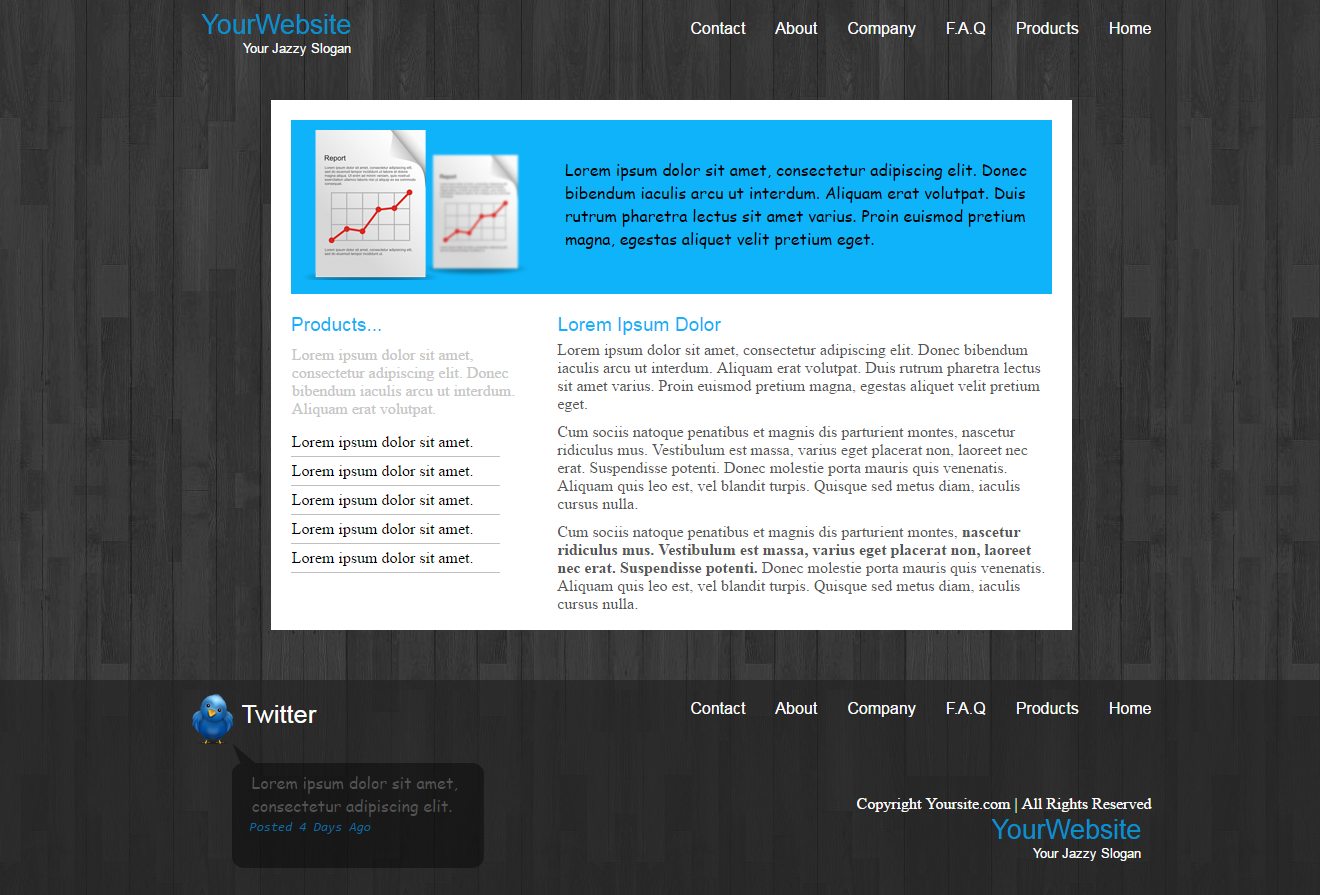 YourWebsite
Your Jazzy Slogan
Contact About Company F.A.Q Products Home
Report
Report
Lorem ipsum dolor sit amet, consectetur adipiscing elit. Donec
bibendum iaculis arcu ut interdum. Aliquam erat volutpat. Duis
rutrum pharetra lectus sit amet varius. Proin euismod pretium
magna, egestas aliquet velit pretium eget.
Products...
Lorem ipsum dolor sit amet,
consectetur adipiscing elit. Donec
bibendum iaculis arcu ut interdum.
Aliquam erat volutpat.
Lorem ipsum dolor sit amet.
Lorem ipsum dolor sit amet.
Lorem ipsum dolor sit amet.
Lorem ipsum dolor sit amet.
Lorem ipsum dolor sit amet.
Lorem Ipsum Dolor
Lorem ipsum dolor sit amet, consectetur adipiscing elit. Donec bibendum
iaculis arcu ut interdum. Aliquam erat volutpat. Duis rutrum pharetra lectus
sit amet varius. Proin euismod pretium magna, egestas aliquet velit pretium
eget.
Cum sociis natoque penatibus et magnis dis parturient montes, nascetur
ridiculus mus. Vestibulum est massa, varius eget placerat non, laoreet nec
erat. Suspendisse potenti. Donec molestie porta mauris quis venenatis.
Aliquam quis leo est, vel blandit turpis. Quisque sed metus diam, iaculis
cursus nulla.
Cum sociis natoque penatibus et magnis dis parturient montes, nascetur
ridiculus mus. Vestibulum est massa, varius eget placerat non, laoreet
nec erat. Suspendisse potenti. Donec molestie porta mauris quis venenatis.
Aliquam quis leo est, vel blandit turpis. Quisque sed metus diam, iaculis
cursus nulla.
Twitter
Lorem ipsum dolor sit amet,
consectetur adipiscing elit.
Posted 4 Days Ago
Contact About Company F.A.Q Products Home
Copyright Yoursite.com | All Rights Reserved
YourWebsite
Your Jazzy Slogan